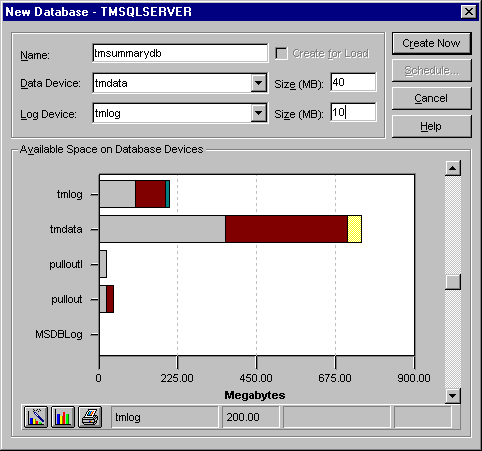 New Database - TMSQLSERVER
Name: tmsummarydb Create for Load Create Now
Data Device: tmdata Size (MB): 40 Schedule...
Log Device: tmlog Size (MB): 10 Cancel
Help
Available Space on Database Devices
tmlog
tmdata
pulloutl
pullout
MSDBLog
0 225.00 450.00 675.00 900.00
Megabytes
tmlog 200.00